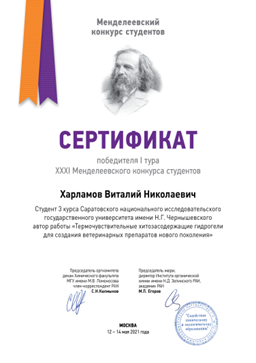 Менделеевский
конкурс студентов
СЕРТИФИКАТ
победителя I тура
XXXI Менделеевского конкурса студентов
Харламов Виталий Николаевич
Студент 3 курса Саратовского национального исследовательского
государственного университета имени Н.Г. Чернышевского
автор работы «Термочувствительные хитозасодержащие гидрогели
для создания ветеринарных препаратов нового поколения»
Председатель оргкомитета
декан Химического факультета
МГУ имени М.В. Ломоносова
член-корреспондент РАН
С.Н. Калмыков
Председатель жюри,
директор Института органической
химии имени Н.Д. Зелинского РАН,
академик РАН
М.П. Егоров
МОСКВА
12 – 14 мая 2021 года